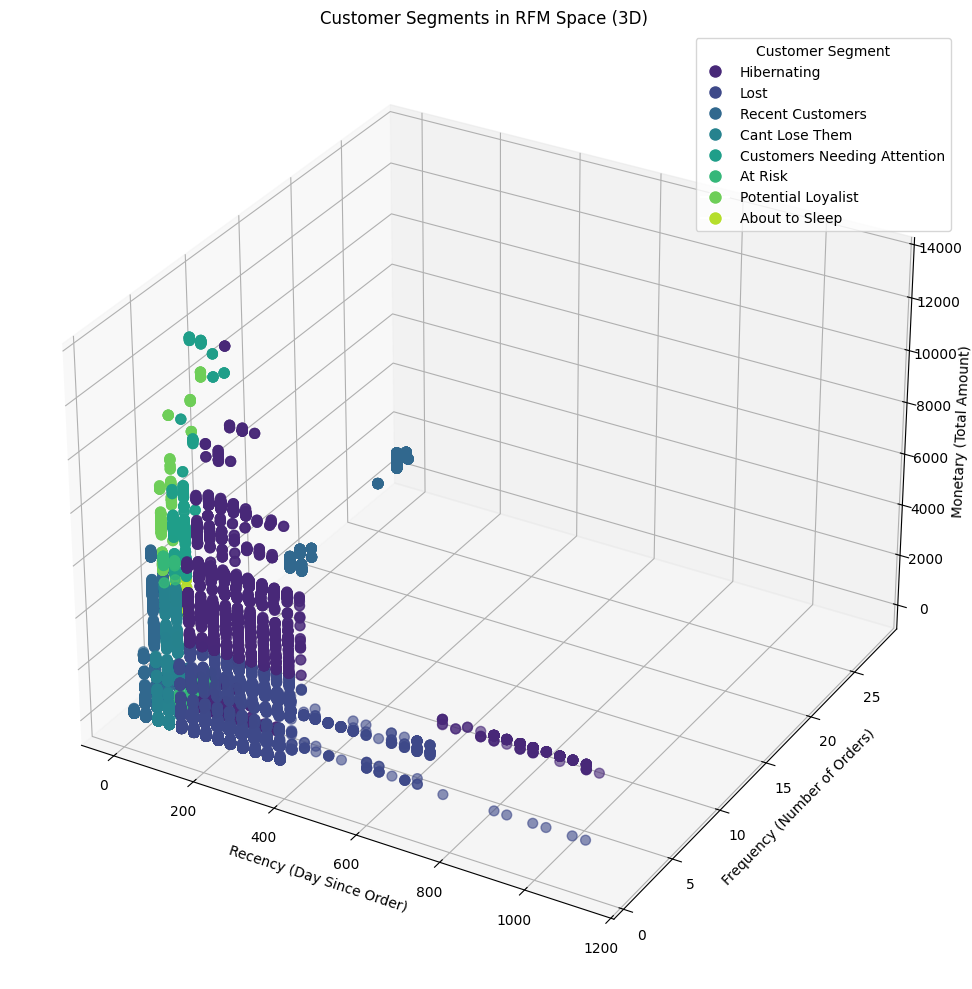 Customer Segments in RFM Space (3D)
Customer Segment
Hibernating
Lost
Recent Customers
Cant Lose Them
Customers Needing Attention
At Risk
Potential Loyalist
About to Sleep
14000
12000
10000
8000
6000
4000
2000
0
Monetary (Total Amount)
0
200
400
600
800
1000
1200
Recency (Day Since Order)
0
5
10
15
20
25
Frequency (Number of Orders)